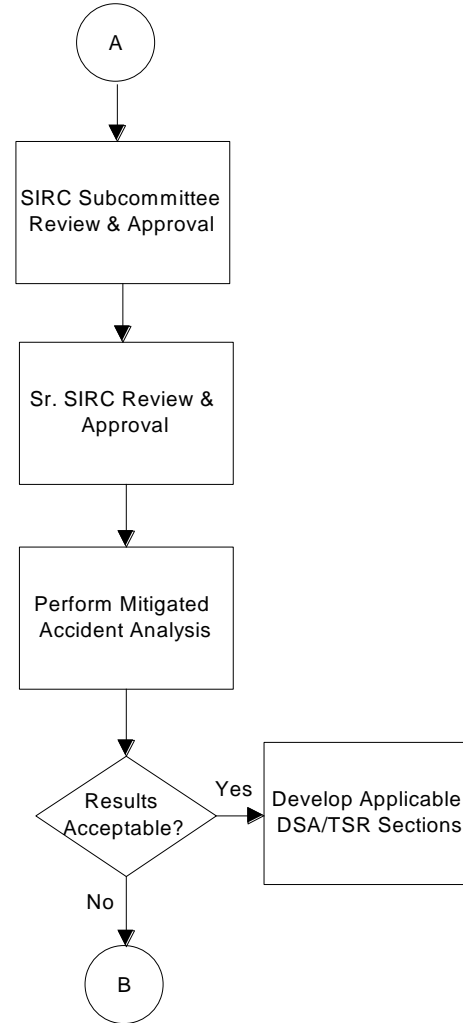 A
SIRC Subcommittee
Review & Approval
Sr. SIRC Review &
Approval
Perform Mitigated
Accident Analysis
Results
Acceptable?
Yes
Develop Applicable
DSA/TSR Sections
No
B